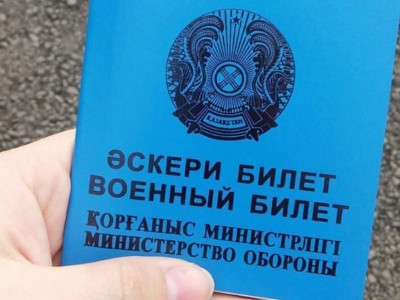 ҚАЗАҚСТАН
ӘСКЕРИ БИЛЕТ
ВОЕННЫЙ БИЛЕТ
ҚОРҒАНЫС МИНИСТРЛІГІ
МИНИСТЕРСТВО ОБОРОНЫ